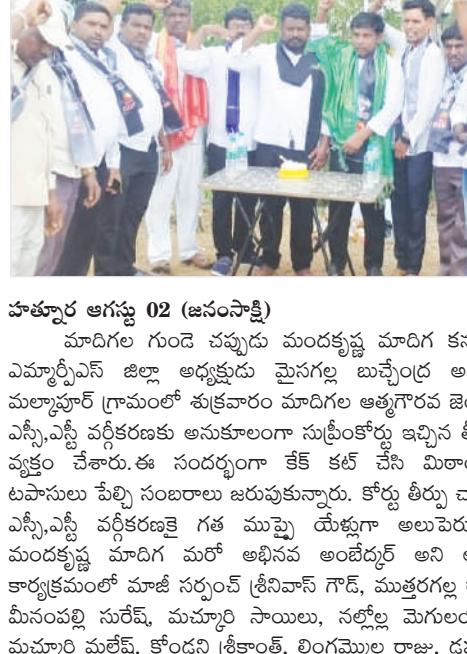 హత్నూర ఆగస్టు 02 (జనంసాక్షి)
మాదిగల గుండె చప్పుడు మందకృష్ణ మాదిగ కన
ఎమ్మార్పీఎస్ జిల్లా అధ్యక్షుడు మైసగల్ల బుచ్చేంద్ర అ
మల్కాపూర్ గ్రామంలో శుక్రవారం మాదిగల ఆత్మగౌరవ జెం
ఎస్సీ,ఎస్టీ వర్గీకరణకు అనుకూలంగా సుప్రీంకోర్టు ఇచ్చిన తీ
వ్యక్తం చేశారు.ఈ సందర్భంగా కేక్ కట్ చేసి మిఠా
టపాసులు పేల్చి సంబరాలు జరుపుకున్నారు. కోర్టు తీర్పు చా
ఎస్సీ,ఎస్టీ వర్గీకరణకై గత ముప్పై యేళ్లుగా అలుపెరు
మందకృష్ణ మాదిగ మరో అభినవ అంబేద్కర్ అని అ
కార్యక్రమంలో మాజీ సర్పంచ్ శ్రీనివాస్ గౌడ్, ముత్తరగల్ల
మీనంపల్లి సురేష్, మచ్కూరి సాయిలు, నల్లోల్ల మెగులం
మచ్కూరి మల్లేష్, కోండ్లని శ్రీకాంత్, లింగమ్మొల రాజు,